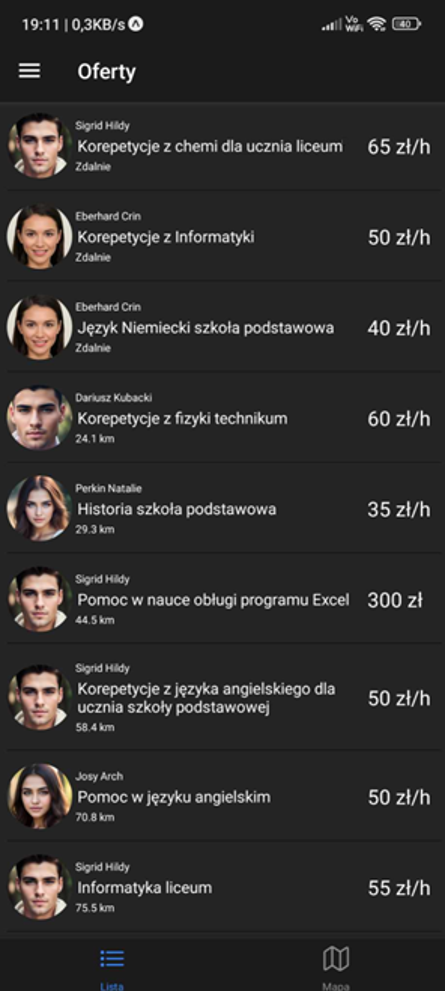 19:11 | 0,3KB/s
Vo
WiFi
40
Oferty
Sigrid Hildy
Korepetycje z chemi dla ucznia liceum
65 zł/h
Zdalnie
Eberhard Crin
Korepetycje z Informatyki
50 zł/h
Zdalnie
Eberhard Crin
Język Niemiecki szkoła podstawowa
40 zł/h
Zdalnie
Dariusz Kubacki
Korepetycje z fizyki technikum
60 zł/h
24.1 km
Perkin Natalie
Historia szkoła podstawowa
35 zł/h
29.3 km
Sigrid Hildy
Pomoc w nauce obługi programu Excel
300 zł
44.5 km
Sigrid Hildy
Korepetycje z języka angielskiego dla
ucznia szkoły podstawowej
50 zł/h
58.4 km
Josy Arch
Pomoc w języku angielskim
50 zł/h
70.8 km
Sigrid Hildy
Informatyka liceum
55 zł/h
75.5 km
Lista
Mapa